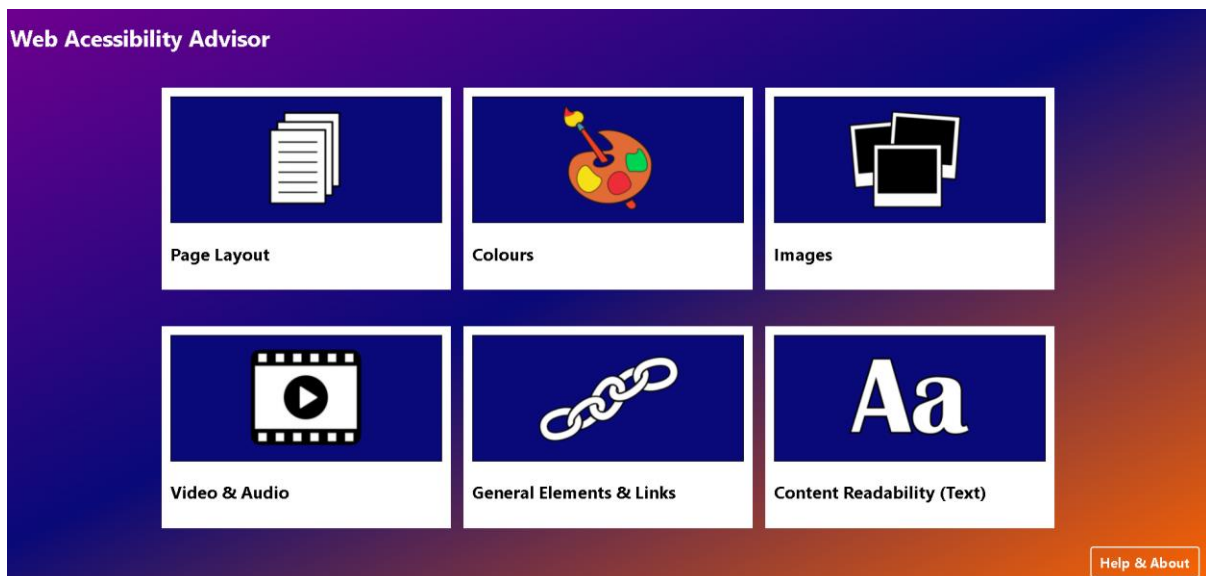 Web Acessibility Advisor
Page Layout
Colours
Images
Video & Audio
General Elements & Links
Aa
Content Readability (Text)
Help & About